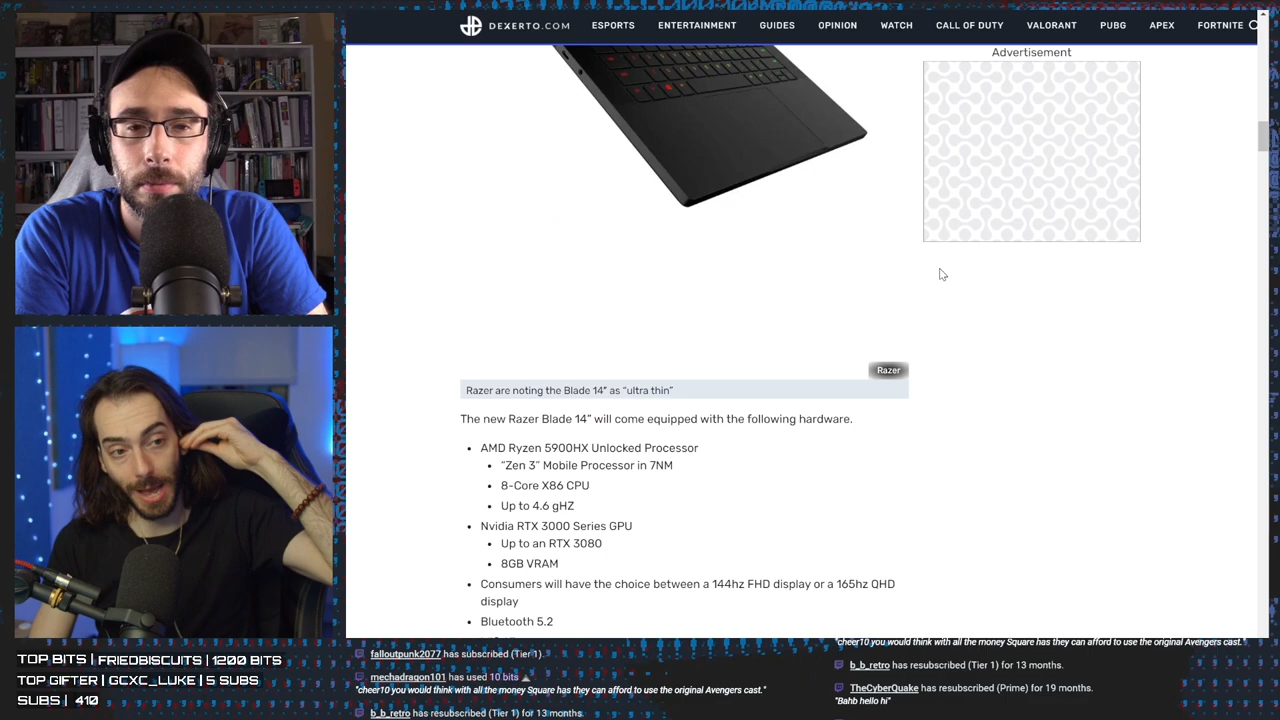 DEXERTO.COM ESPORTS ENTERTAINMENT GUIDES OPINION WATCH CALL OF DUTY VALORANT PUBG APEX FORTNITE
Advertisement
Razer
Razer are noting the Blade 14″ as “ultra thin”
The new Razer Blade 14” will come equipped with the following hardware.
• AMD Ryzen 5900HX Unlocked Processor
• “Zen 3” Mobile Processor in 7NM
• 8-Core X86 CPU
• Up to 4.6 gHZ
• Nvidia RTX 3000 Series GPU
• Up to an RTX 3080
• 8GB VRAM
• Consumers will have the choice between a 144hz FHD display or a 165hz QHD
display
• Bluetooth 5.2
TOP BITS | FRIEDBISCUITS | 1200 BITS
TOP GIFTER | GCXC_LUKE | 5 SUBS
SUBS | 410
falloutpunk2077 has subscribed (Tier 1).
mechadragon101 has used 10 bits
"cheer10 you would think with all the money Square has they can afford to use the original Avengers cast."
b_b_retro has resubscribed (Tier 1) for 13 months.
"cheer10 you would think with all the money Square has they can afford to use the original Avengers cast."
b_b_retro has resubscribed (Tier 1) for 13 months.
TheCyberQuake has resubscribed (Prime) for 19 months.
"Bahb hello hi"